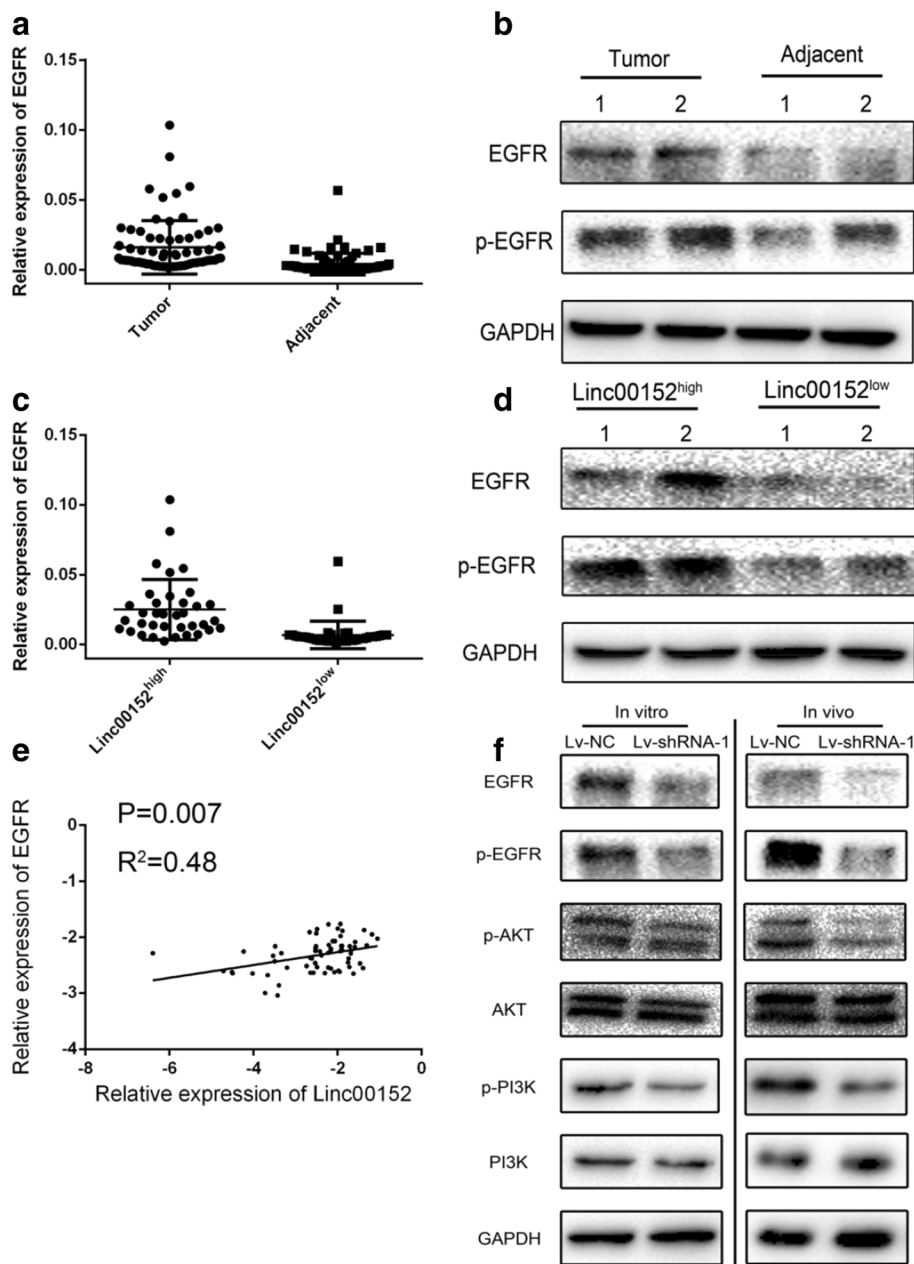 a
Relative expression of EGFR
0.15
0.10
0.05
0.00
Tumor
Adjacent
b
Tumor
Adjacent
1 2 1 2
EGFR
p-EGFR
GAPDH
c
Relative expression of EGFR
0.15
0.10
0.05
0.00
Linc00152high
Linc00152low
d
Linc00152high
Linc00152low
1 2 1 2
EGFR
p-EGFR
GAPDH
e
P=0.007
R²=0.48
Relative expression of EGFR
0
-1
-2
-3
-4
-8 -6 -4 -2 0
Relative expression of Linc00152
f
In vitro
In vivo
Lv-NC Lv-shRNA-1
Lv-NC Lv-shRNA-1
EGFR
p-EGFR
p-AKT
AKT
p-PI3K
PI3K
GAPDH